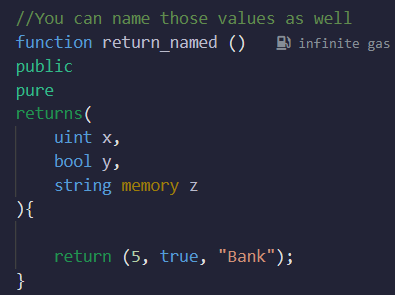 //You can name those values as well
function return_named () infinite gas
public
pure
returns(
uint x,
bool y,
string memory z
){
return (5, true, "Bank");
}